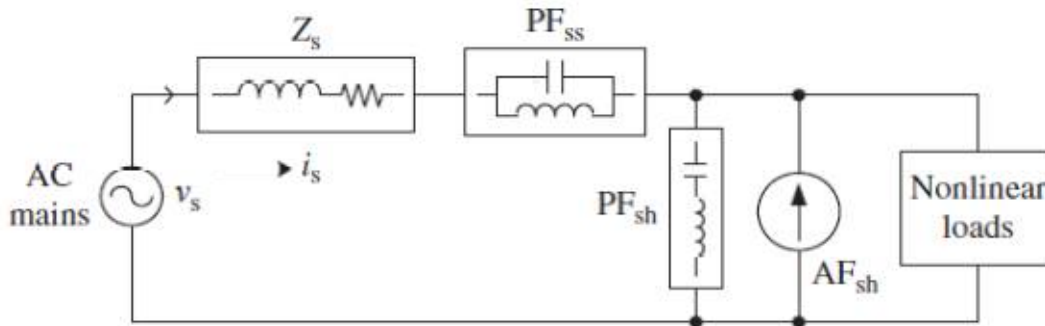 Z_s
PF_ss
AC
mains
v_s
i_s
PF_sh
AF_sh
Nonlinear
loads